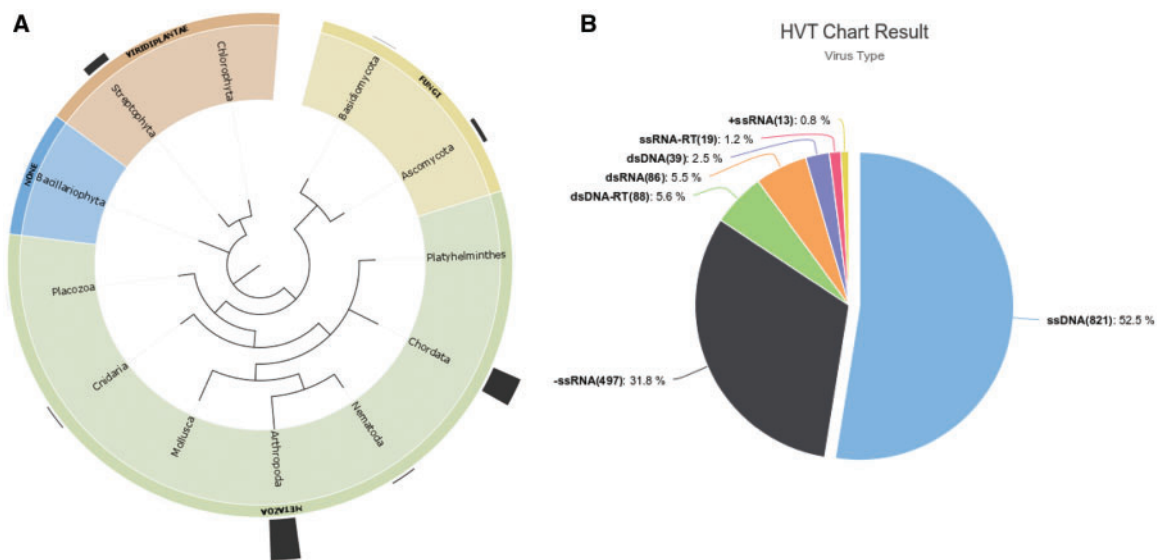 A
VIRIDIPLANTAE
Chlorophyta
Streptophyta
NONE
Bacillariophyta
FUNGI
Basidiomycota
Ascomycota
Platyhelminthes
Placozoa
Chordata
Cnidaria
Mollusca
Arthropoda
Nematoda
METAZOA
B
HVT Chart Result
Virus Type
+ssRNA(13): 0.8 %
ssRNA-RT(19): 1.2 %
dsDNA(39): 2.5 %
dsRNA(86): 5.5 %
dsDNA-RT(88): 5.6 %
ssDNA(821): 52.5 %
-ssRNA(497): 31.8 %